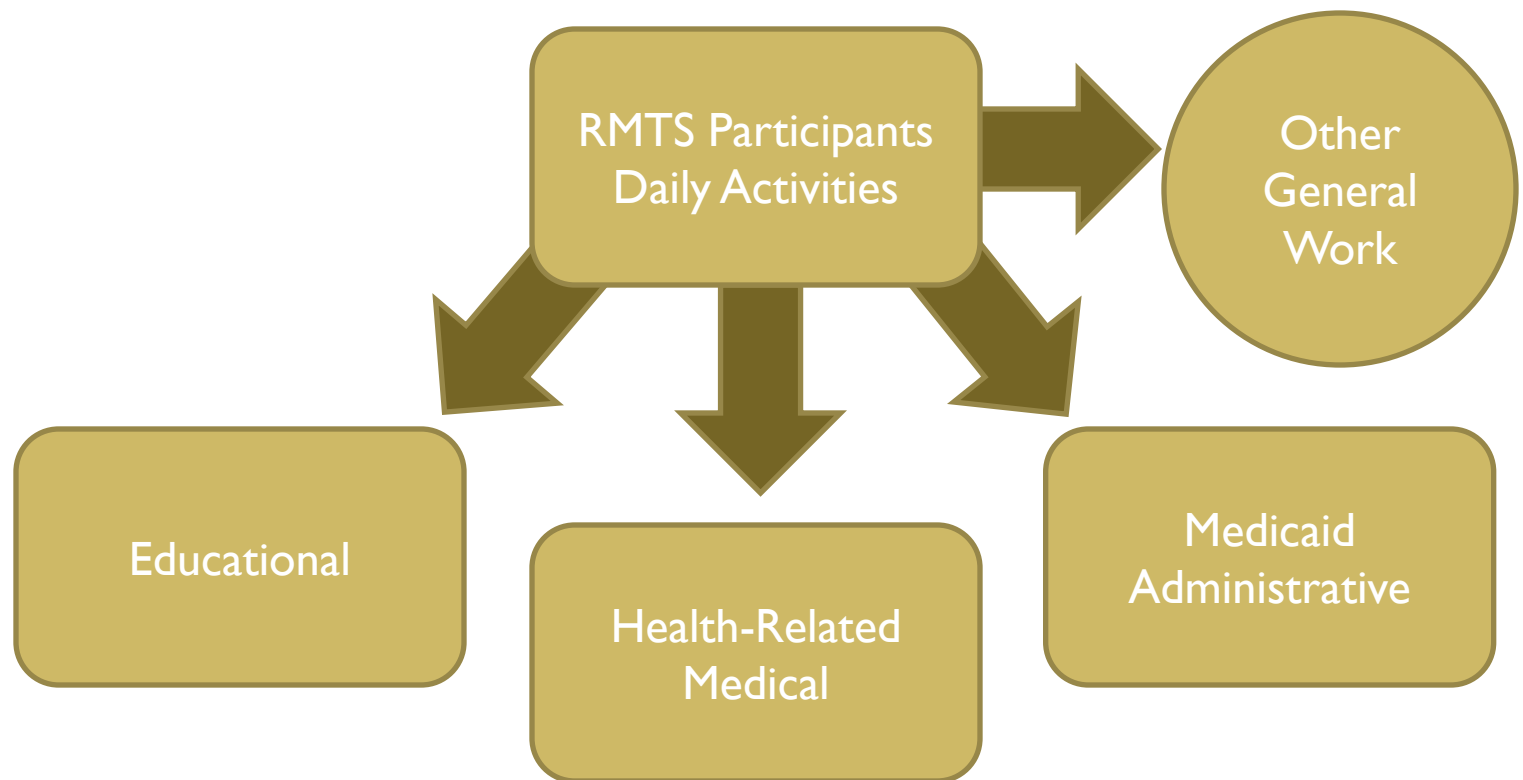 RMTS Participants
Daily Activities
Other
General
Work
Educational
Health-Related
Medical
Medicaid
Administrative